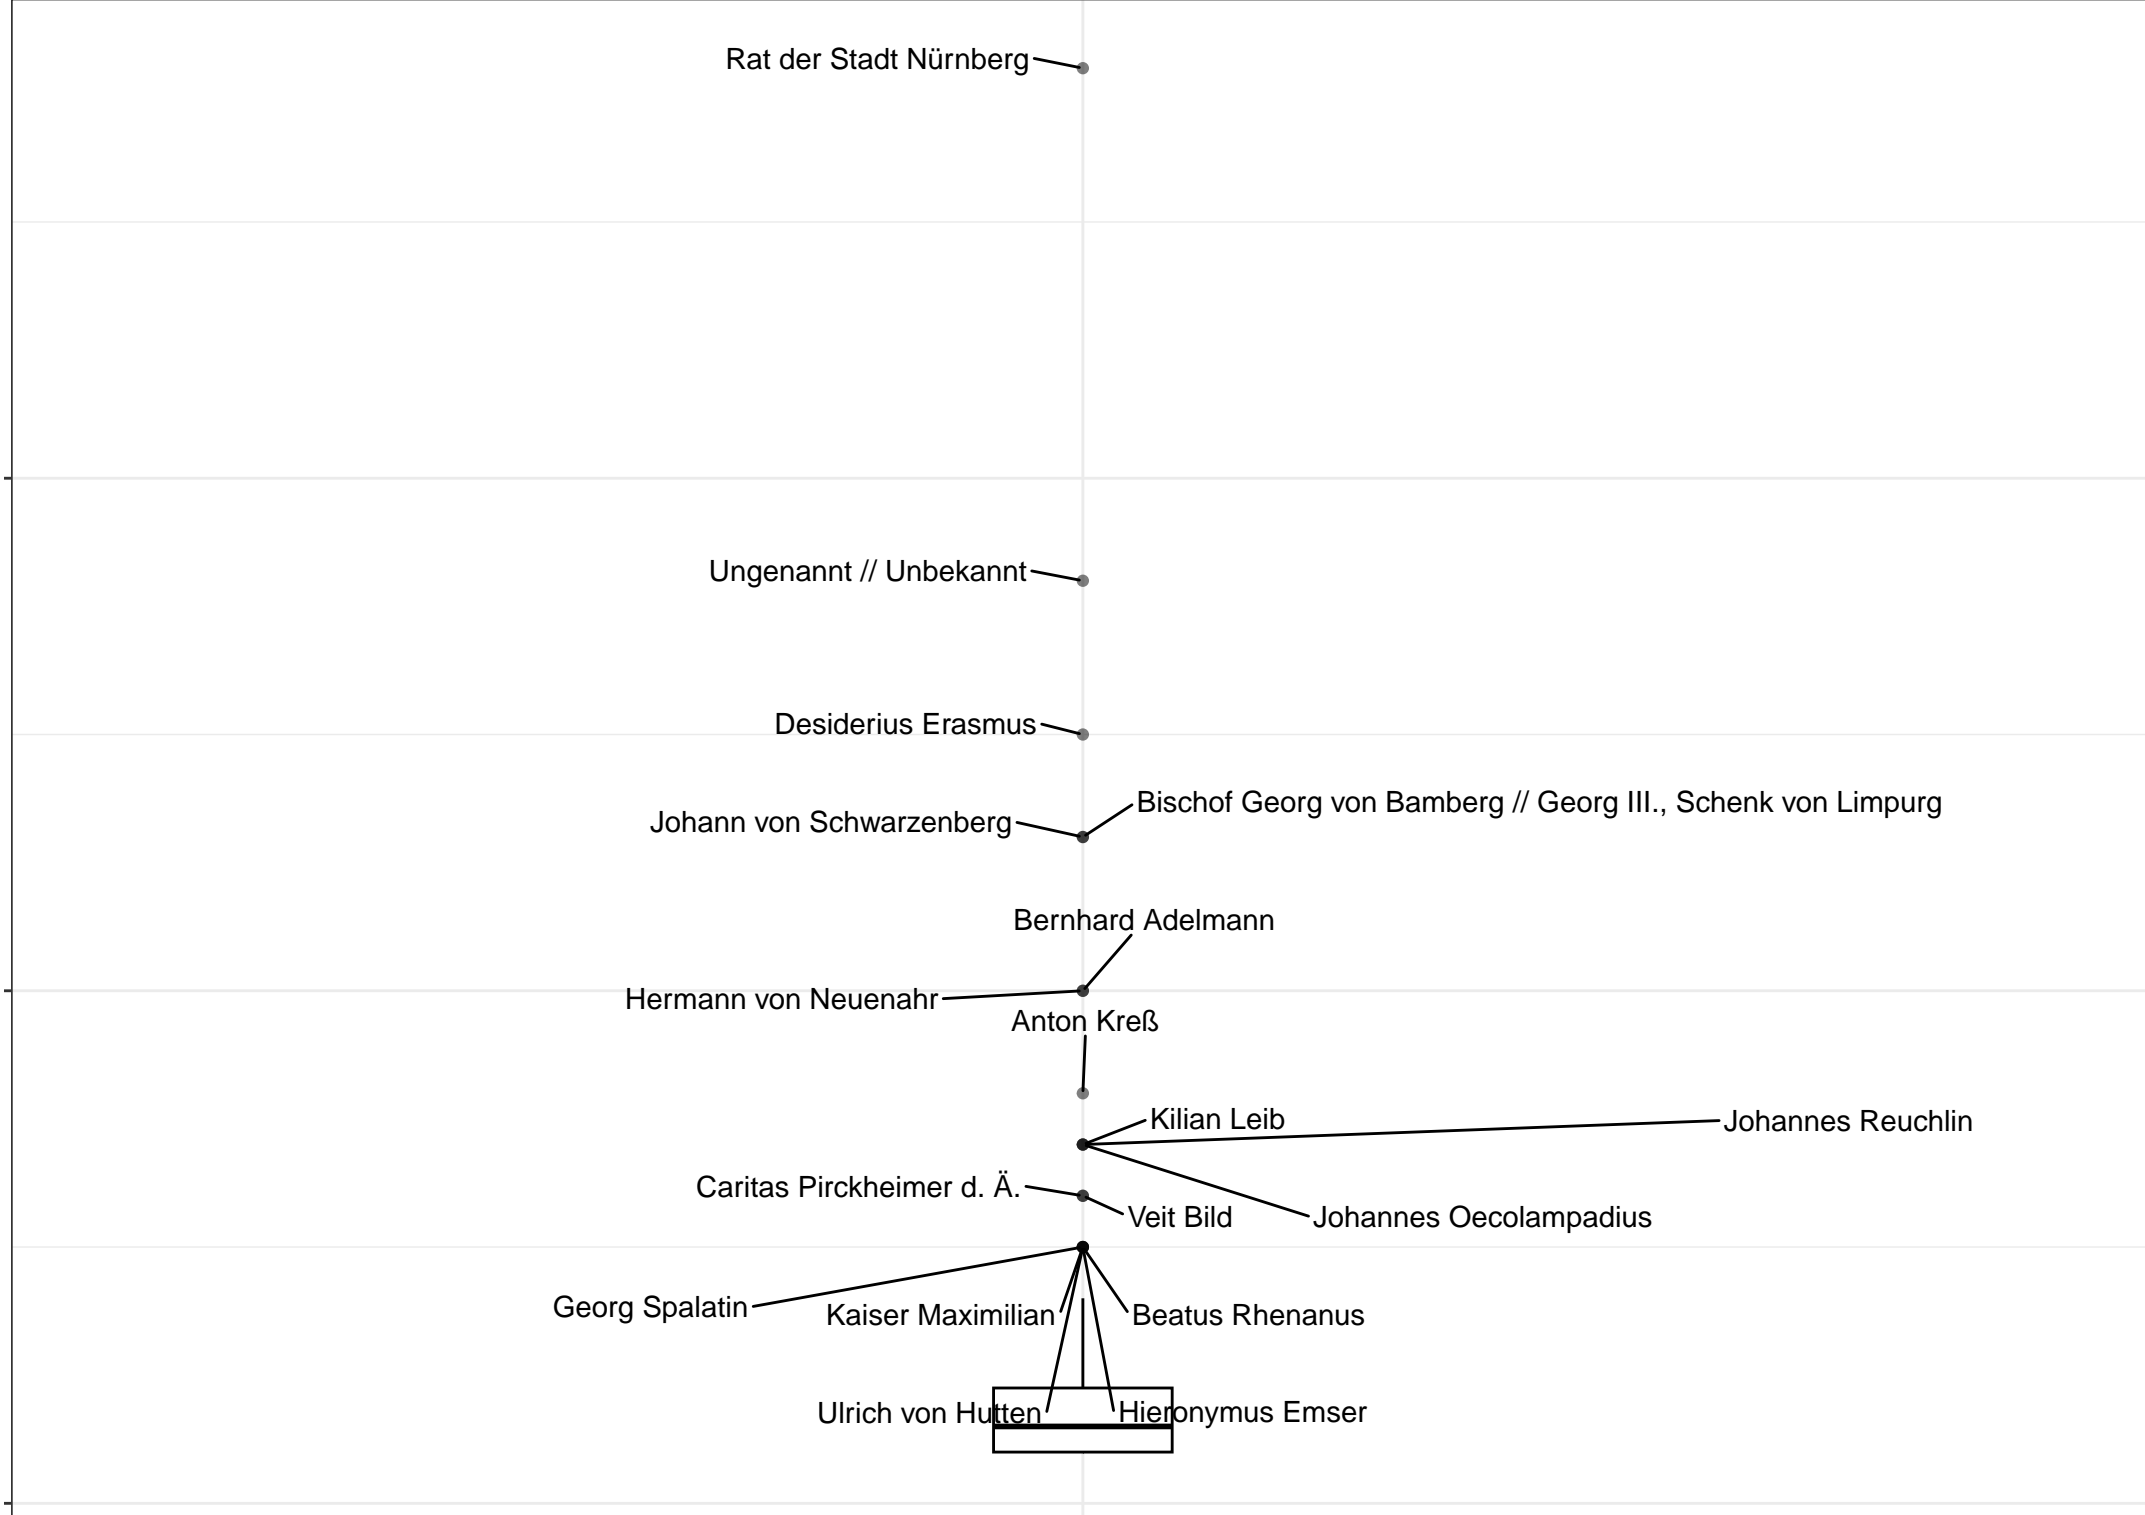 Rat der Stadt Nürnberg
Ungenannt // Unbekannt
Desiderius Erasmus
Bischof Georg von Bamberg // Georg III., Schenk von Limpurg
Johann von Schwarzenberg
Bernhard Adelmann
Hermann von Neuenahr
Anton Kreß
Kilian Leib
Johannes Reuchlin
Caritas Pirckheimer d. Ä.
Veit Bild
Johannes Oecolampadius
Georg Spalatin
Kaiser Maximilian
Beatus Rhenanus
Ulrich von Hutten
Hieronymus Emser